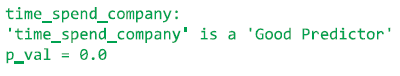 time_spend_company:
'time_spend_company' is a 'Good Predictor'
p_val = 0.0